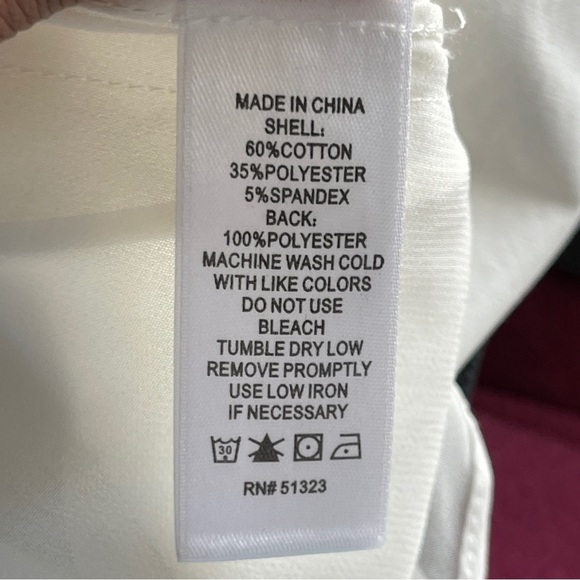 MADE IN CHINA
SHELL:
60%COTTON
35%POLYESTER
5%SPANDEX
BACK:
100%POLYESTER
MACHINE WASH COLD
WITH LIKE COLORS
DO NOT USE
BLEACH
TUMBLE DRY LOW
REMOVE PROMPTLY
USE LOW IRON
IF NECESSARY
30
RN# 51323